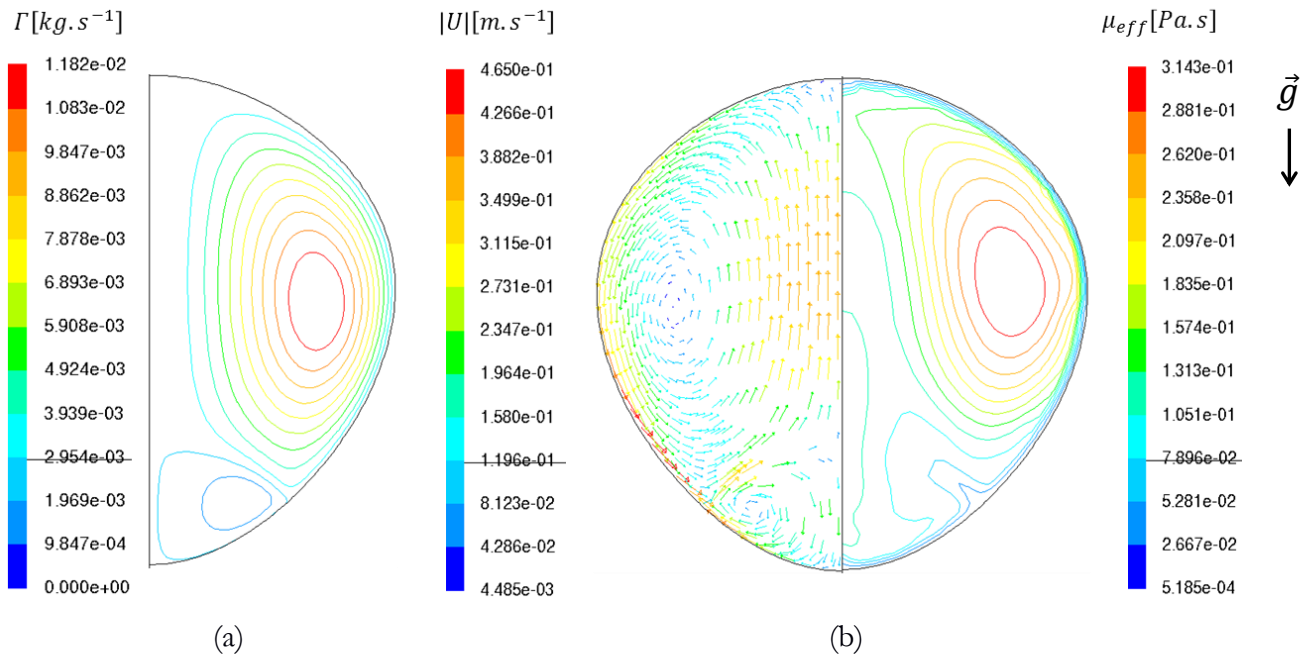 Γ[kg.s⁻¹]
1.182e-02
1.083e-02
9.847e-03
8.862e-03
7.878e-03
6.893e-03
5.908e-03
4.924e-03
3.939e-03
2.954e-03
1.969e-03
9.847e-04
0.000e+00
|U|[m.s⁻¹]
4.650e-01
4.266e-01
3.882e-01
3.499e-01
3.115e-01
2.731e-01
2.347e-01
1.964e-01
1.580e-01
1.196e-01
8.123e-02
4.286e-02
4.485e-03
μ_eff[Pa.s]
3.143e-01
2.881e-01
2.620e-01
2.358e-01
2.097e-01
1.835e-01
1.574e-01
1.313e-01
1.051e-01
7.896e-02
5.281e-02
2.667e-02
5.185e-04
g⃗
(a)
(b)